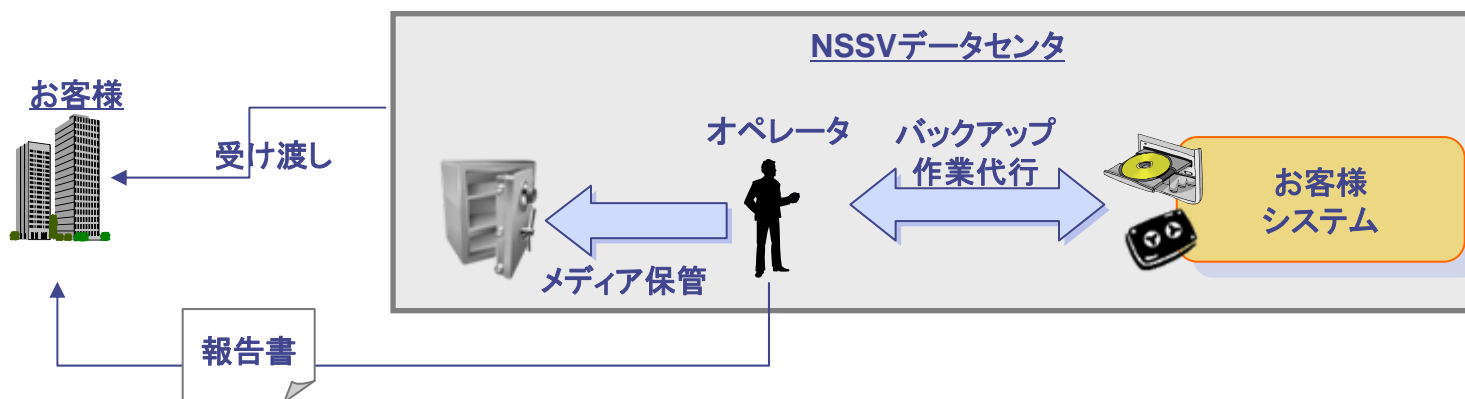 NSSVデータセンタ
お客様
受け渡し
オペレータ
バックアップ
作業代行
お客様
システム
メディア保管
報告書